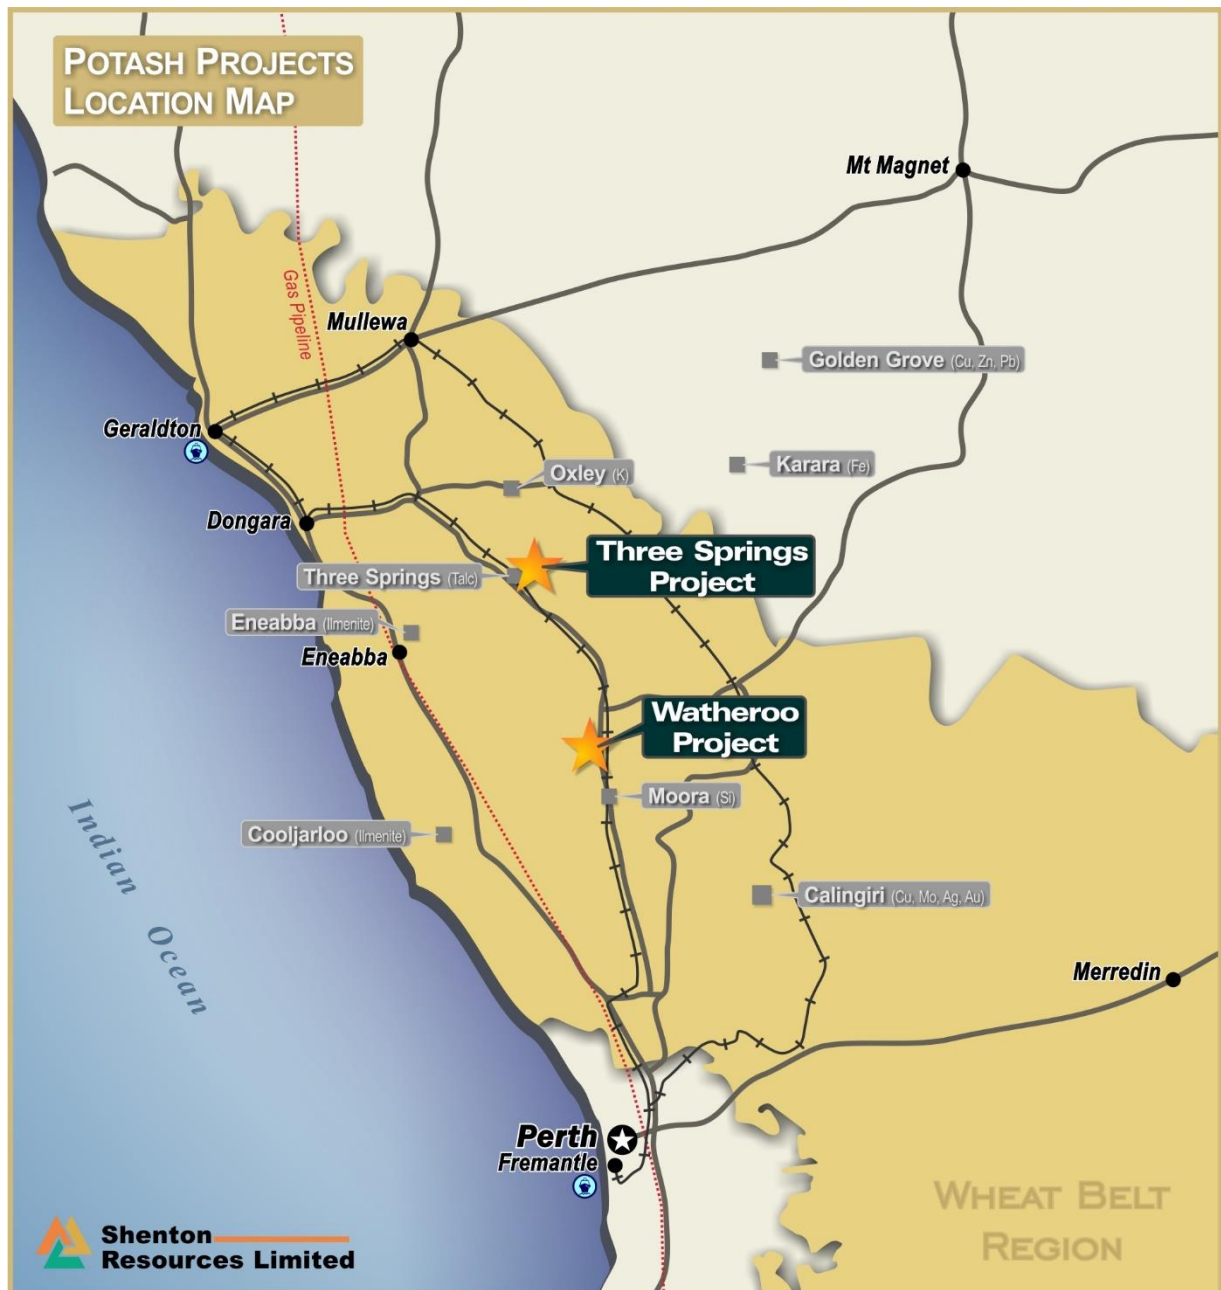 POTASH PROJECTS
LOCATION MAP
Mt Magnet
Gas Pipeline
Mullewa
Golden Grove (Cu, Zn, Pb)
Geraldton
Karara (Fe)
Oxley (K)
Dongara
Three Springs
Project
Three Springs (Talc)
Eneabba (Ilmenite)
Eneabba
Watheroo
Project
Moora (Si)
Cooljarloo (Ilmenite)
Indian Ocean
Calingiri (Cu, Mo, Ag, Au)
Merredin
Perth
Fremantle
WHEAT BELT
REGION
Shenton
Resources Limited